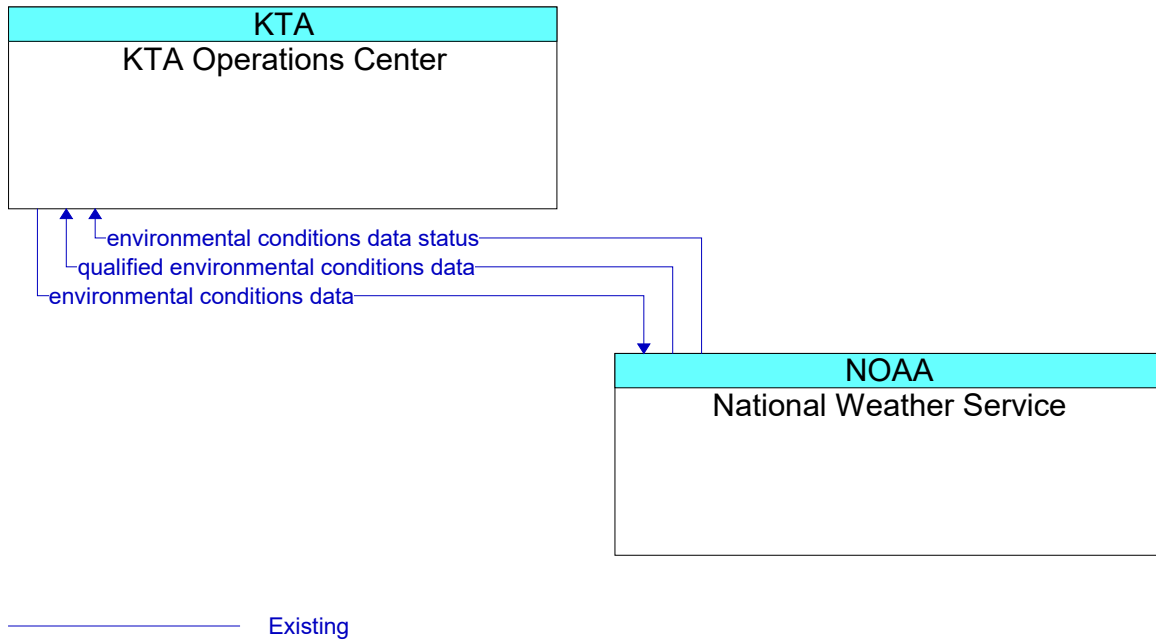 KTA
KTA Operations Center
environmental conditions data status
qualified environmental conditions data
environmental conditions data
NOAA
National Weather Service
Existing